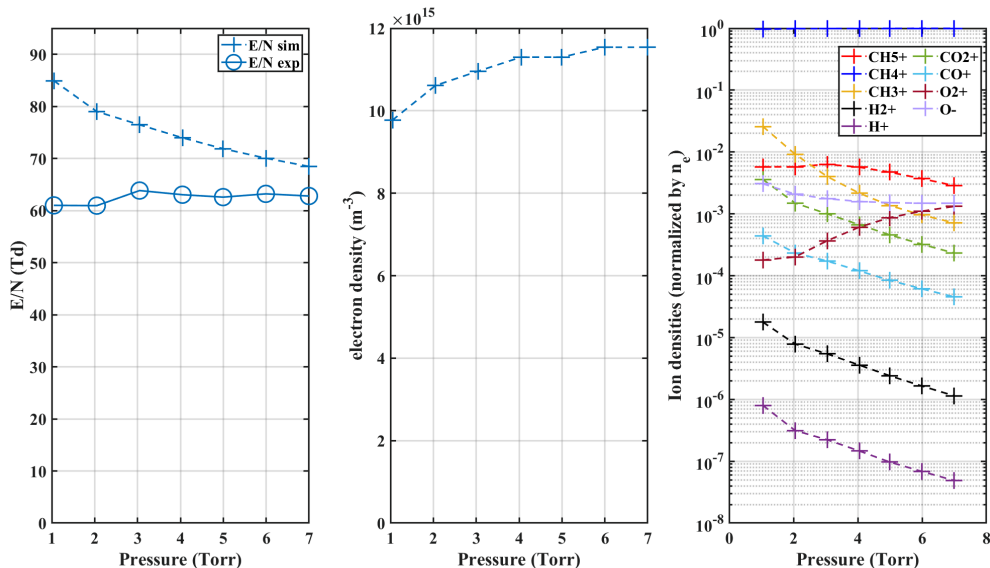 E/N sim
E/N exp
E/N (Td)
90
80
70
60
50
40
30
20
10
0
1 2 3 4 5 6 7
Pressure (Torr)
×10^15
electron density (m^-3)
12
10
8
6
4
2
0
1 2 3 4 5 6 7
Pressure (Torr)
CH5+ CO2+
CH4+ CO+
CH3+ O2+
H2+ O-
H+
Ion densities (normalized by n_e)
10^0
10^-1
10^-2
10^-3
10^-4
10^-5
10^-6
10^-7
10^-8
0 2 4 6 8
Pressure (Torr)